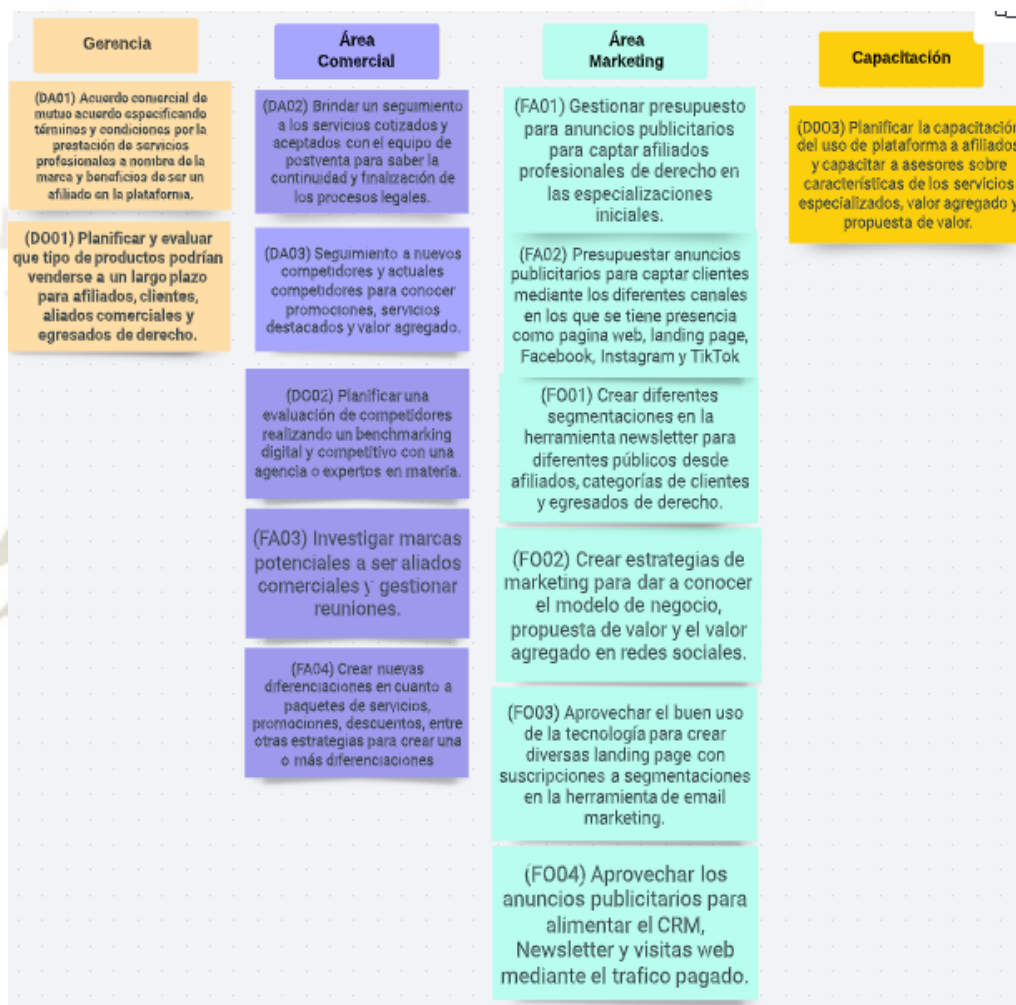 Gerencia
(DA01) Acuerdo comercial de
mutuo acuerdo especificando
términos y condiciones por la
prestación de servicios
profesionales a nombre de la
marca y beneficios de ser un
afiliado en la plataforma.
(DO01) Planificar y evaluar
que tipo de productos podrían
venderse a un largo plazo
para afiliados, clientes,
aliados comerciales y
egresados de derecho.
Área
Comercial
(DA02) Brindar un seguimiento
a los servicios cotizados y
aceptados con el equipo de
postventa para saber la
continuidad y finalización de
los procesos legales.
(DA03) Seguimiento a nuevos
competidores y actuales
competidores para conocer
promociones, servicios
destacados y valor agregado.
(DO02) Planificar una
evaluación de competidores
realizando un benchmarking
digital y competitivo con una
agencia o expertos en materia.
(FA03) Investigar marcas
potenciales a ser aliados
comerciales y gestionar
reuniones.
(FA04) Crear nuevas
diferenciaciones en cuanto a
paquetes de servicios,
promociones, descuentos, entre
otras estrategias para crear una
o más diferenciaciones
Área
Marketing
(FA01) Gestionar presupuesto
para anuncios publicitarios
para captar afiliados
profesionales de derecho en
las especializaciones
iniciales.
(FA02) Presupuestar anuncios
publicitarios para captar clientes
mediante los diferentes canales
en los que se tiene presencia
como pagina web, landing page,
Facebook, Instagram y TikTok
(FO01) Crear diferentes
segmentaciones en la
herramienta newsletter para
diferentes públicos desde
afiliados, categorías de clientes
y egresados de derecho.
(FO02) Crear estrategias de
marketing para dar a conocer
el modelo de negocio,
propuesta de valor y el valor
agregado en redes sociales.
(FO03) Aprovechar el buen uso
de la tecnología para crear
diversas landing page con
suscripciones a segmentaciones
en la herramienta de email
marketing.
(FO04) Aprovechar los
anuncios publicitarios para
alimentar el CRM,
Newsletter y visitas web
mediante el trafico pagado.
Capacitación
(DO03) Planificar la capacitación
del uso de plataforma a afiliados
y capacitar a asesores sobre
características de los servicios
especializados, valor agregado y
propuesta de valor.